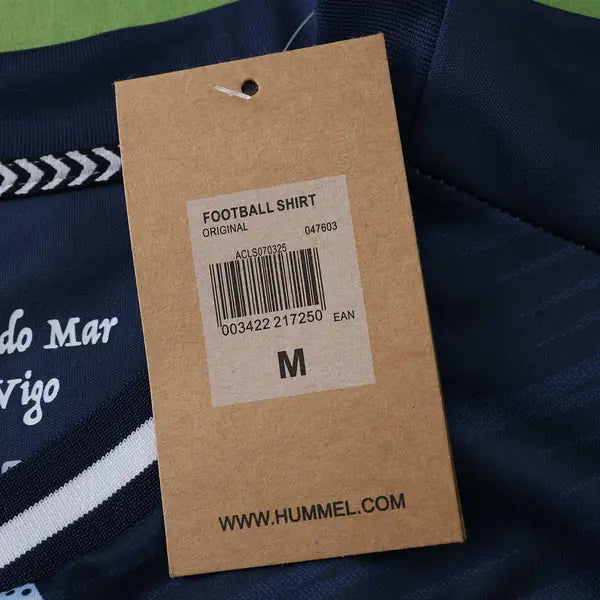 FOOTBALL SHIRT
ORIGINAL 047603
ACLS070325
003422 217250 EAN
M
WWW.HUMMEL.COM
do Mar
Vigo